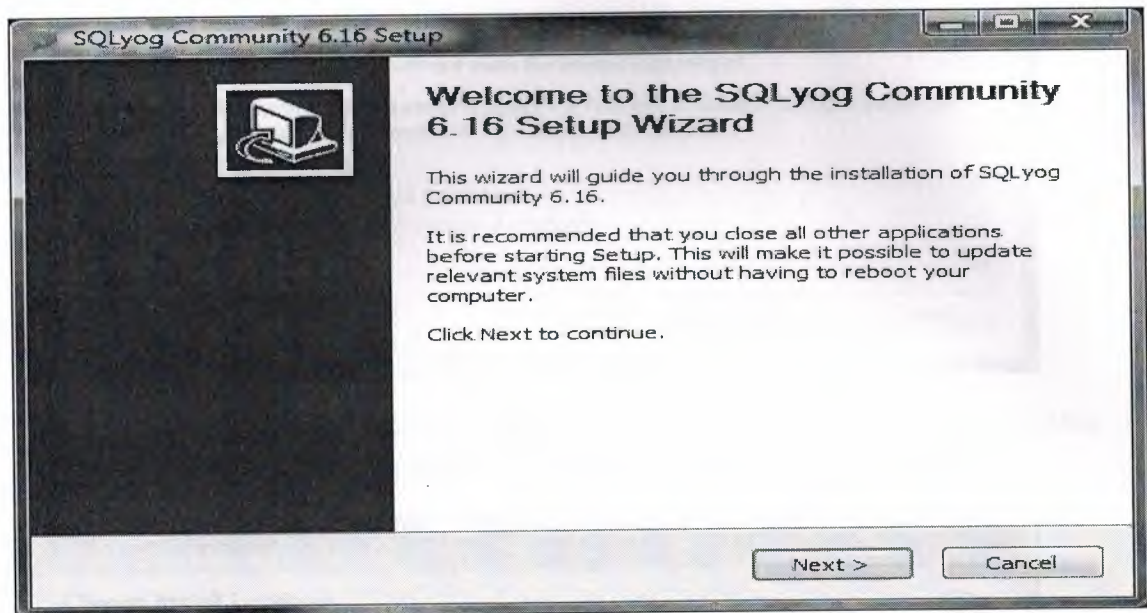 SQLyog Community 6.16 Setup
Welcome to the SQLyog Community
6.16 Setup Wizard
This wizard will guide you through the installation of SQLyog
Community 6.16.
It is recommended that you close all other applications
before starting Setup. This will make it possible to update
relevant system files without having to reboot your
computer.
Click Next to continue.
Next >
Cancel